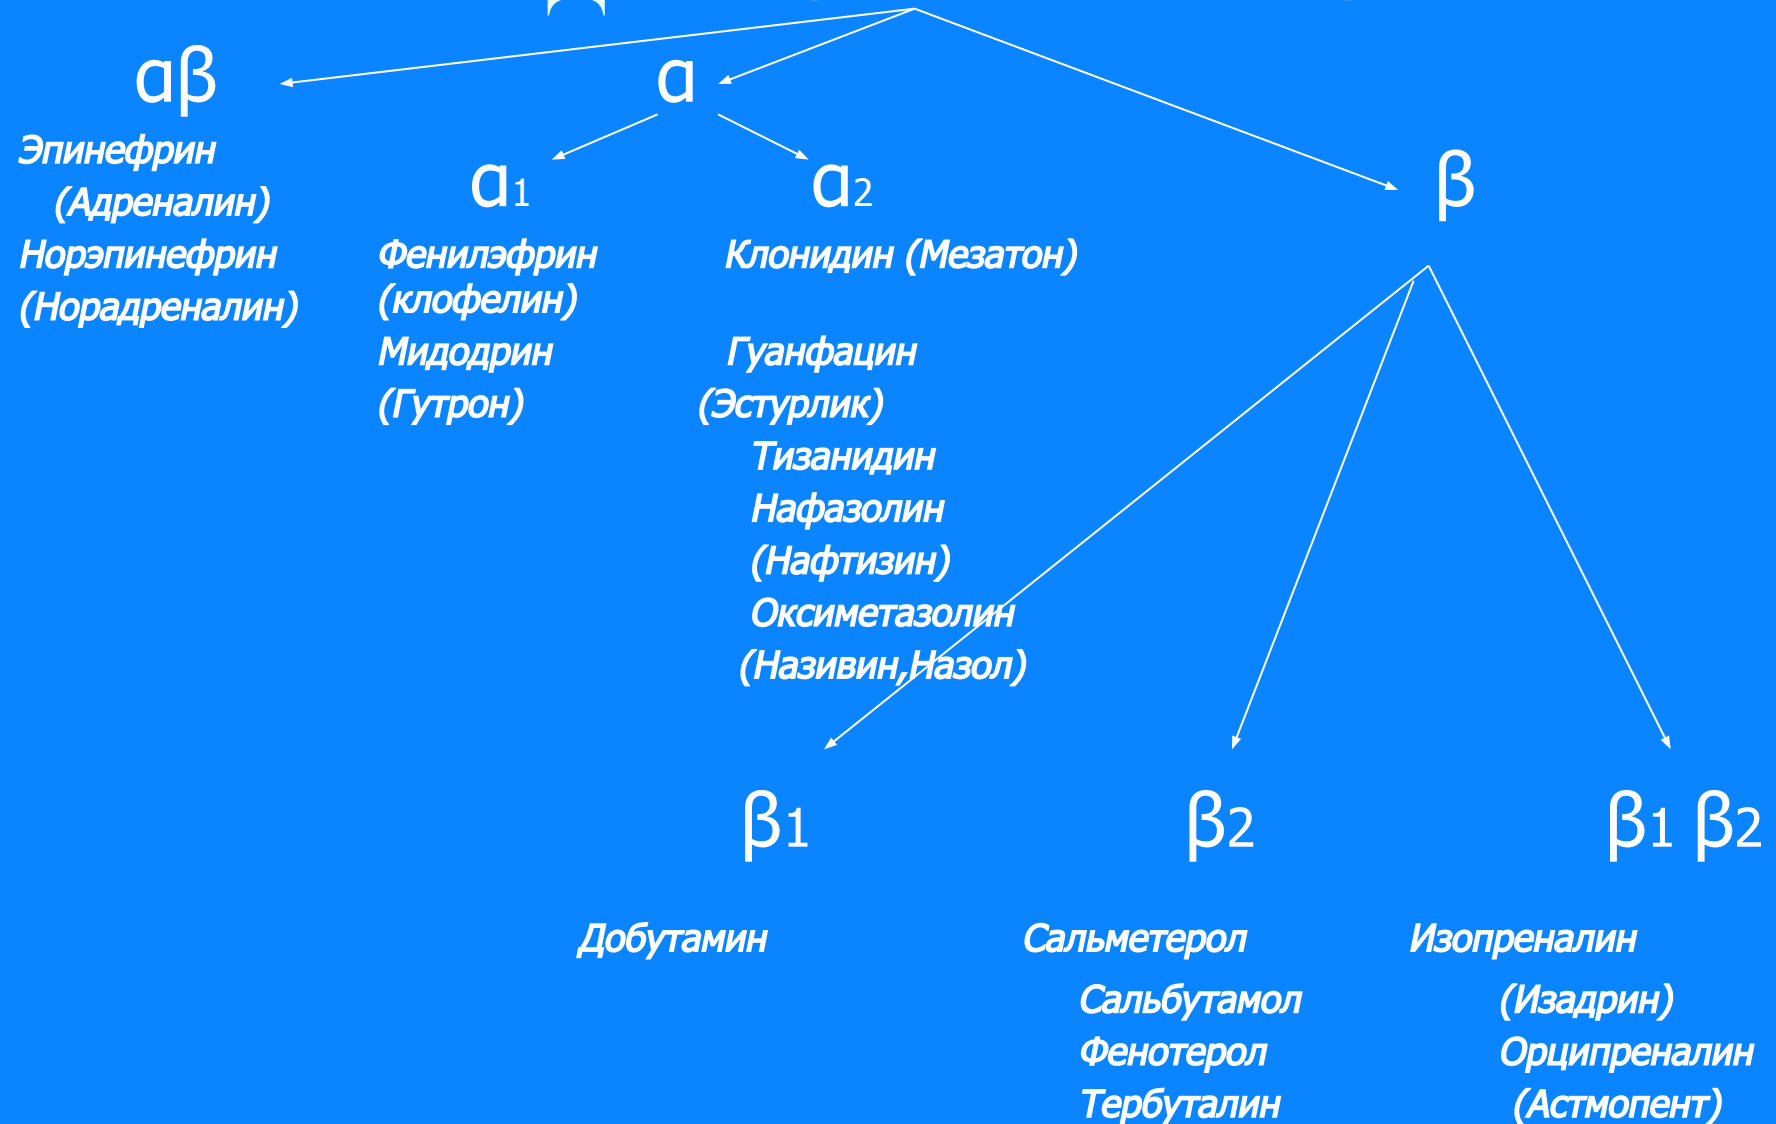 αβ
α
Эпинефрин
(Адреналин)
Норэпинефрин
(Норадреналин)
α1
Фенилэфрин
(клофелин)
Мидодрин
(Гутрон)
α2
Клонидин (Мезатон)
Гуанфацин
(Эстурлик)
Тизанидин
Нафазолин
(Нафтизин)
Оксиметазолин
(Називин,Назол)
β
β1
Добутамин
β2
Сальметерол
Сальбутамол
Фенотерол
Тербуталин
β1 β2
Изопреналин
(Изадрин)
Орципреналин
(Астмопент)